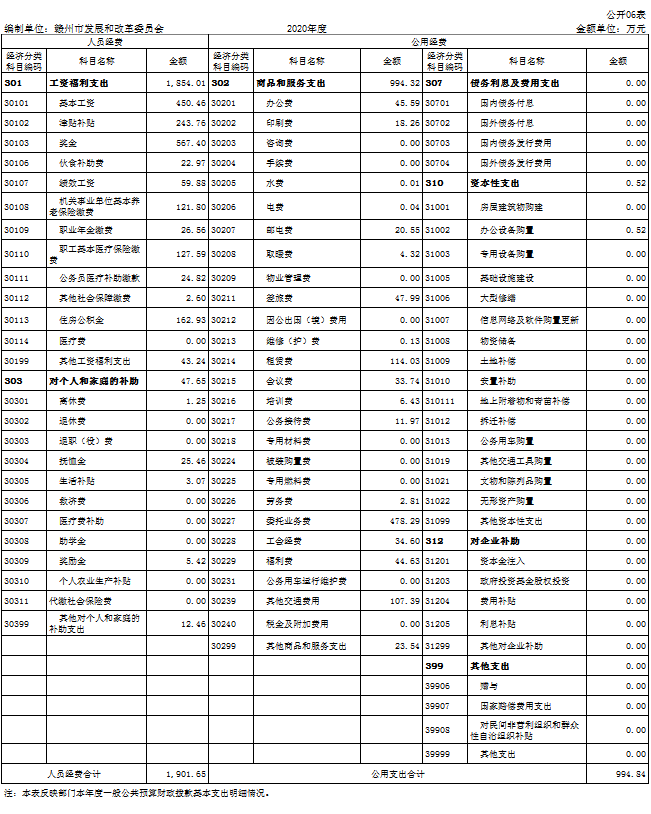 公开06表
编制单位：赣州市发展和改革委员会 2020年度 金额单位：万元
人员经费 公用经费
经济分类科目编码 科目名称 金额 经济分类科目编码 科目名称 金额 经济分类科目编码 科目名称 金额
301 工资福利支出 1,854.01 302 商品和服务支出 994.32 307 债务利息及费用支出 0.00
30101 基本工资 450.46 30201 办公费 45.59 30701 国内债务付息 0.00
30102 津贴补贴 243.76 30202 印刷费 18.26 30702 国外债务付息 0.00
30103 奖金 567.40 30203 咨询费 0.00 30703 国内债务发行费用 0.00
30106 伙食补助费 22.97 30204 手续费 0.00 30704 国外债务发行费用 0.00
30107 绩效工资 59.88 30205 水费 0.01 310 资本性支出 0.52
30108 机关事业单位基本养老保险缴费 121.80 30206 电费 0.04 31001 房屋建筑物购建 0.00
30109 职业年金缴费 26.56 30207 邮电费 20.55 31002 办公设备购置 0.52
30110 职工基本医疗保险缴费 127.59 30208 取暖费 4.32 31003 专用设备购置 0.00
30111 公务员医疗补助缴款 24.82 30209 物业管理费 0.00 31005 基础设施建设 0.00
30112 其他社会保障缴费 2.60 30211 差旅费 47.99 31006 大型修缮 0.00
30113 住房公积金 162.93 30212 因公出国（境）费用 0.00 31007 信息网络及软件购置更新 0.00
30114 医疗费 0.00 30213 维修（护）费 0.13 31008 物资储备 0.00
30199 其他工资福利支出 43.24 30214 租赁费 114.03 31009 土地补偿 0.00
303 对个人和家庭的补助 47.65 30215 会议费 33.74 31010 安置补助 0.00
30301 离休费 1.25 30216 培训费 6.43 310111 地上附着物和青苗补偿 0.00
30302 退休费 0.00 30217 公务接待费 11.97 31012 拆迁补偿 0.00
30303 退职（役）费 0.00 30218 专用材料费 0.00 31013 公务用车购置 0.00
30304 抚恤金 25.46 30224 被装购置费 0.00 31019 其他交通工具购置 0.00
30305 生活补贴 3.07 30225 专用燃料费 0.00 31021 文物和陈列品购置 0.00
30306 救济费 0.00 30226 劳务费 2.81 31022 无形资产购置 0.00
30307 医疗费补助 0.00 30227 委托业务费 478.29 31099 其他资本性支出 0.00
30308 助学金 0.00 30228 工会经费 34.60 312 对企业补助 0.00
30309 奖励金 5.42 30229 福利费 44.63 31201 资本金注入 0.00
30310 个人农业生产补贴 0.00 30231 公务用车运行维护费 0.00 31203 政府投资基金股权投资 0.00
30311 代缴社会保险费 0.00 30239 其他交通费用 107.39 31204 费用补贴 0.00
30399 其他对个人和家庭的补助支出 12.46 30240 税金及附加费用 0.00 31205 利息补贴 0.00
30299 其他商品和服务支出 23.54 31299 其他对企业补助 0.00
399 其他支出 0.00
39906 赠与 0.00
39907 国家赔偿费用支出 0.00
39908 对民间非营利组织和群众性自治组织补贴 0.00
39999 其他支出 0.00
人员经费合计 1,901.65 公用支出合计 994.84
注：本表反映部门本年度一般公共预算财政拨款基本支出明细情况。